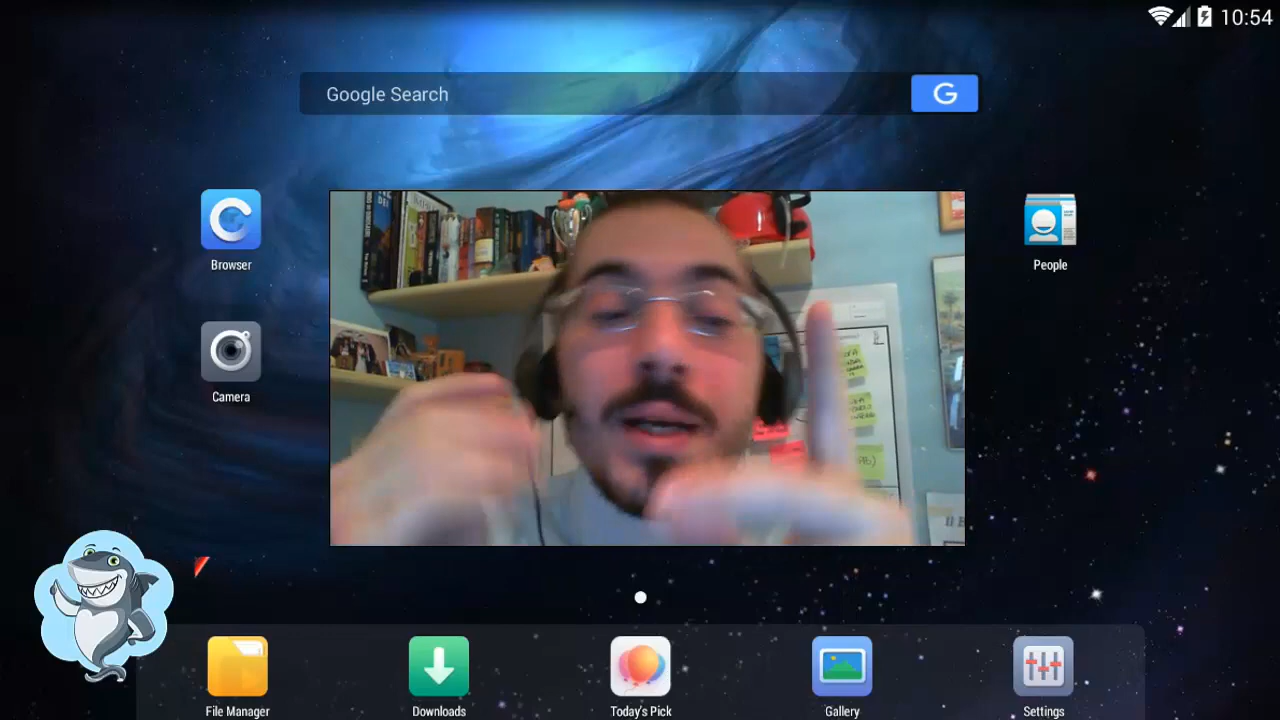 10:54
Google Search
G
Browser
People
Camera
File Manager
Downloads
Today's Pick
Gallery
Settings